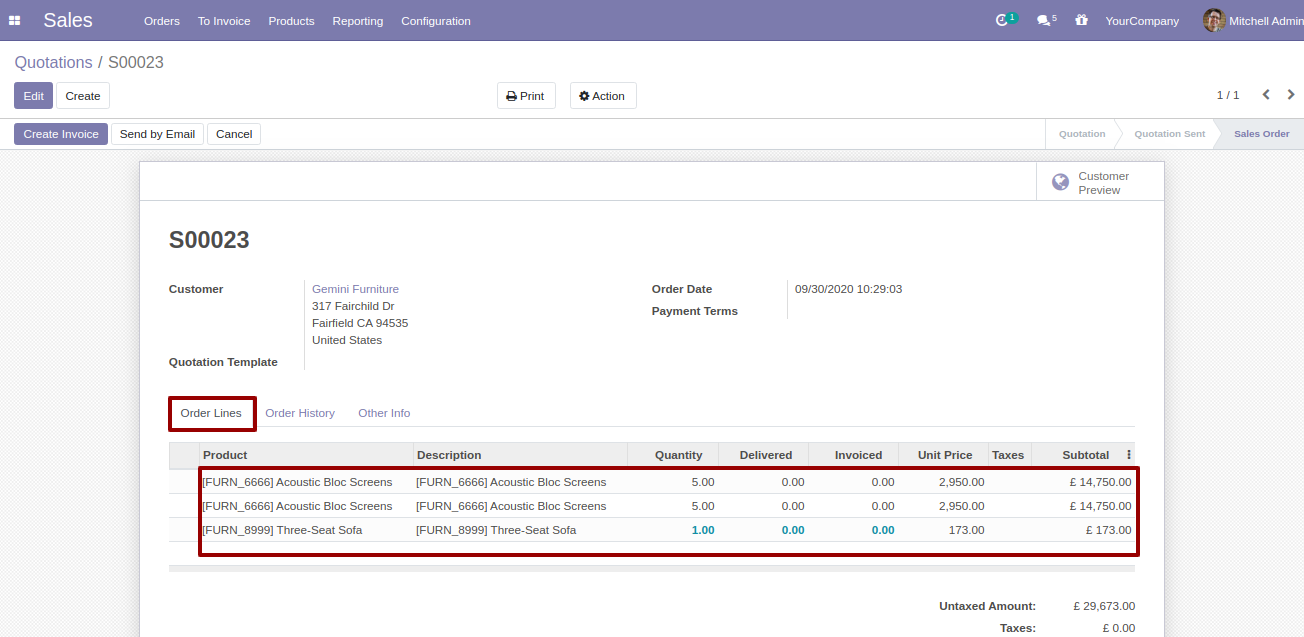 Sales Orders To Invoice Products Reporting Configuration 1 5 YourCompany Mitchell Admin
Quotations / S00023
Edit Create Print Action 1 / 1
Create Invoice Send by Email Cancel Quotation Quotation Sent Sales Order
Customer
Preview
S00023
Customer Gemini Furniture Order Date 09/30/2020 10:29:03
317 Fairchild Dr Payment Terms
Fairfield CA 94535
United States
Quotation Template
Order Lines Order History Other Info
Product Description Quantity Delivered Invoiced Unit Price Taxes Subtotal
[FURN_6666] Acoustic Bloc Screens [FURN_6666] Acoustic Bloc Screens 5.00 0.00 0.00 2,950.00 £ 14,750.00
[FURN_6666] Acoustic Bloc Screens [FURN_6666] Acoustic Bloc Screens 5.00 0.00 0.00 2,950.00 £ 14,750.00
[FURN_8999] Three-Seat Sofa [FURN_8999] Three-Seat Sofa 1.00 0.00 0.00 173.00 £ 173.00
Untaxed Amount: £ 29,673.00
Taxes: £ 0.00